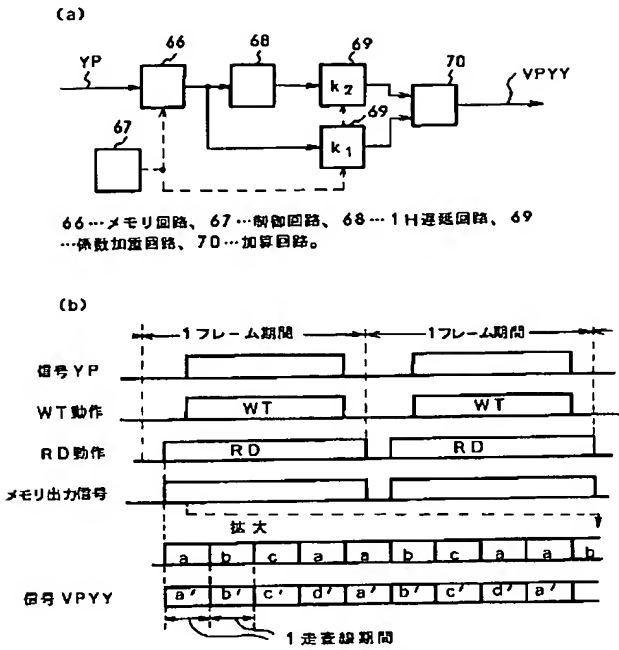 (a)
66
68
69
70
YP
VPYY
k2
69
k1
67
66…メモリ回路、67…制御回路、68…1H遅延回路、69
…係数加重回路、70…加算回路。
(b)
1フレーム期間 1フレーム期間
信号YP
WT動作 WT WT
RD動作 RD RD
メモリ出力信号
拡大
a b c a a b c a a b
信号VPYY a' b' c' d' a' b' c' d' a'
1走査線期間